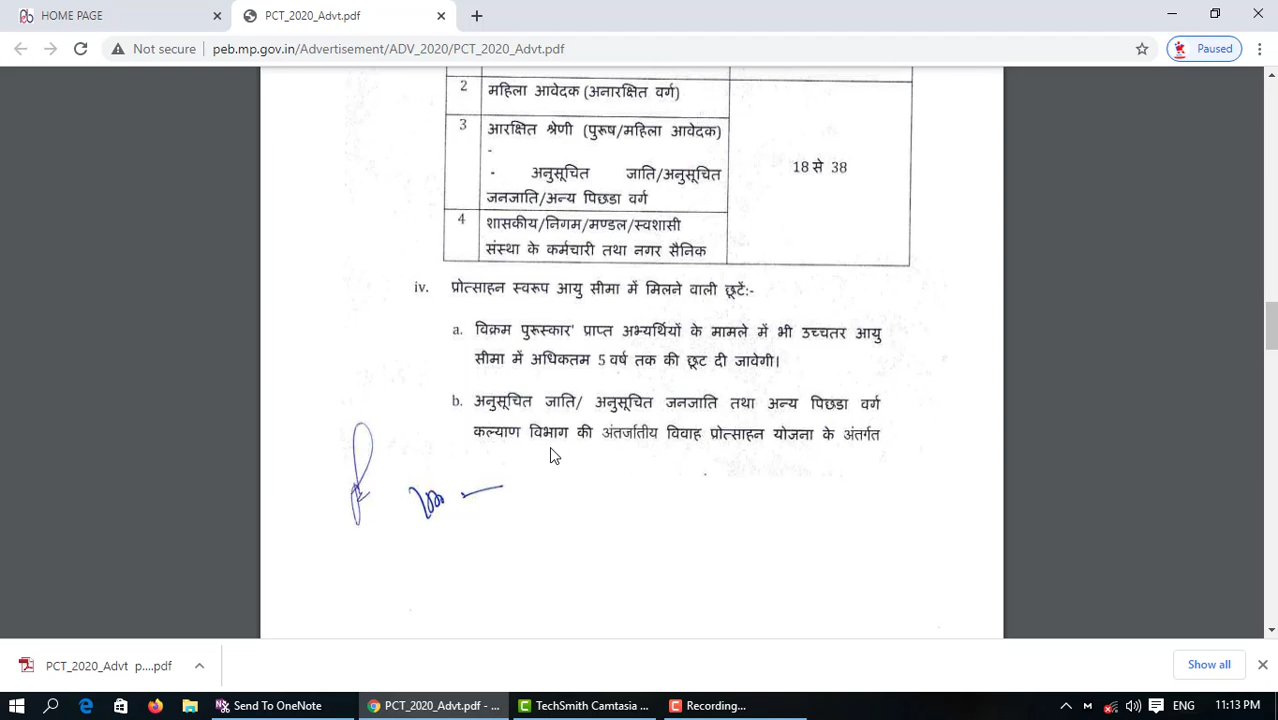 HOME PAGE
PCT_2020_Advt.pdf
Not secure
peb.mp.gov.in/Advertisement/ADV_2020/PCT_2020_Advt.pdf
Paused
2 महिला आवेदक (अनारक्षित वर्ग)
3 आरक्षित श्रेणी (पुरूष/महिला आवेदक)
-
- अनुसूचित जाति/अनुसूचित
जनजाति/अन्य पिछडा वर्ग
18 से 38
4 शासकीय/निगम/मण्डल/स्वशासी
संस्था के कर्मचारी तथा नगर सैनिक
iv. प्रोत्साहन स्वरूप आयु सीमा में मिलने वाली छूटें:-
a. विक्रम पुरूस्कार' प्राप्त अभ्यर्थियों के मामले में भी उच्चतर आयु
सीमा में अधिकतम 5 वर्ष तक की छूट दी जावेगी।
b. अनुसूचित जाति/ अनुसूचित जनजाति तथा अन्य पिछडा वर्ग
कल्याण विभाग की अंतर्जातीय विवाह प्रोत्साहन योजना के अंतर्गत
PCT_2020_Advt p....pdf
Show all
Send To OneNote
PCT_2020_Advt.pdf - ...
TechSmith Camtasia ...
Recording...
ENG
11:13 PM